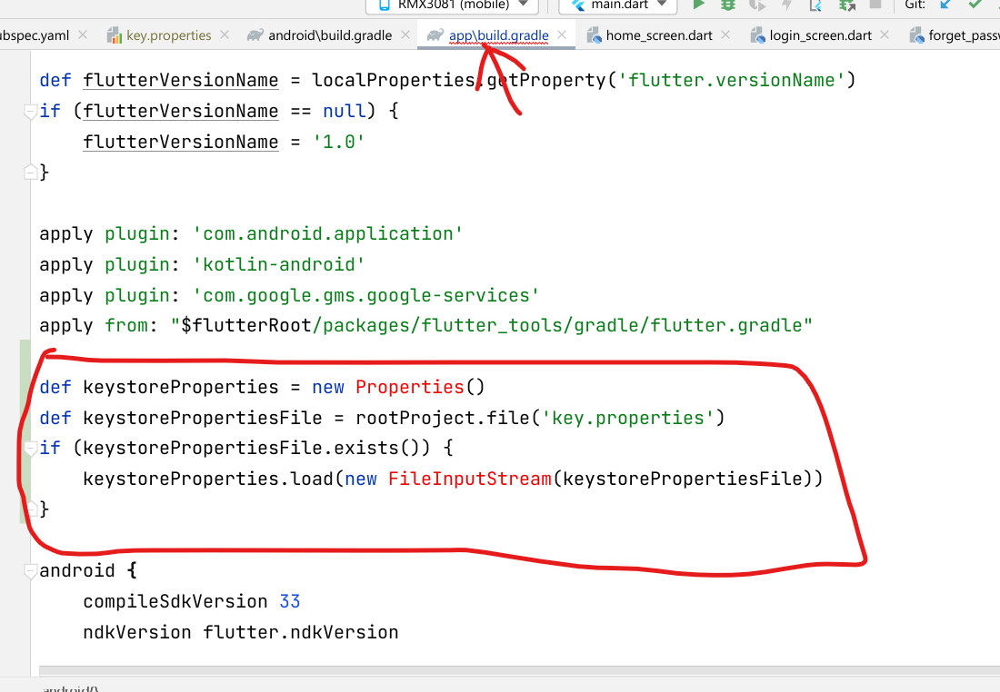 RMX3081 (mobile) main.dart Git:
ubspec.yaml key.properties android\build.gradle app\build.gradle home_screen.dart login_screen.dart forget_passw
def flutterVersionName = localProperties.getProperty('flutter.versionName')
if (flutterVersionName == null) {
flutterVersionName = '1.0'
}
apply plugin: 'com.android.application'
apply plugin: 'kotlin-android'
apply plugin: 'com.google.gms.google-services'
apply from: "$flutterRoot/packages/flutter_tools/gradle/flutter.gradle"
def keystoreProperties = new Properties()
def keystorePropertiesFile = rootProject.file('key.properties')
if (keystorePropertiesFile.exists()) {
keystoreProperties.load(new FileInputStream(keystorePropertiesFile))
}
android {
compileSdkVersion 33
ndkVersion flutter.ndkVersion
android{}